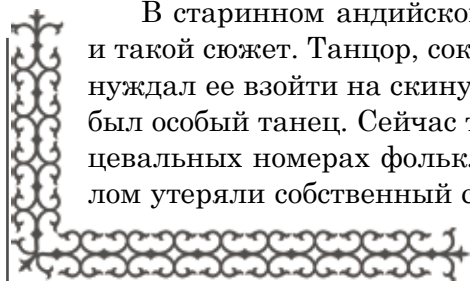 В старинном андийско
и такой сюжет. Танцор, сок
нуждал ее взойти на скину
был особый танец. Сейчас т
цевальных номерах фолькл
лом утеряли собственный с